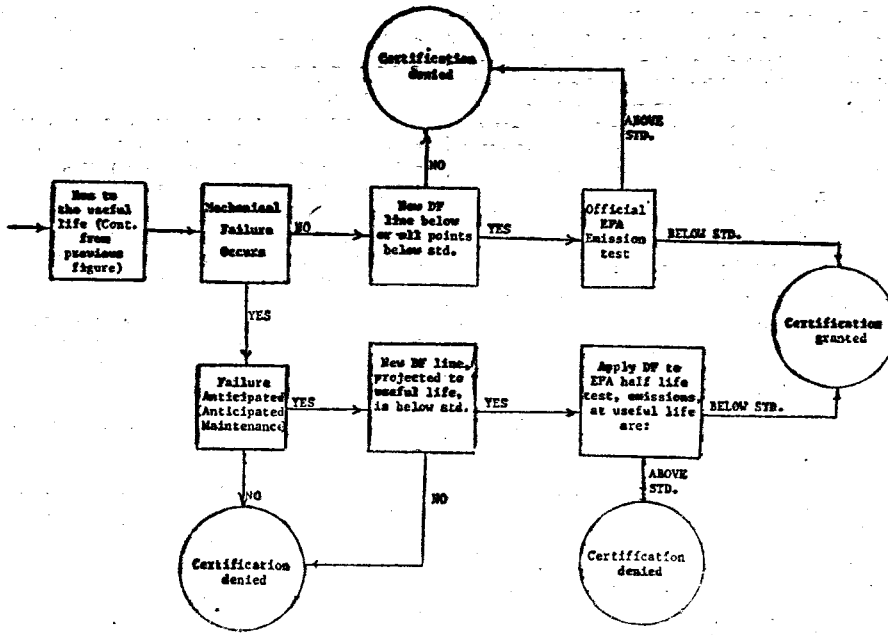 Certification
denied
ABOVE
STD.
NO
Run to
the useful
life (Cont.
from
previous
figure)
Mechanical
Failure
Occurs
NO
New DF
line below
or all points
below std.
YES
Official
EPA
Emission
test
BELOW STD.
Certification
granted
YES
Failure
Anticipated
(Anticipated
Maintenance)
YES
New DF line,
projected to
useful life,
is below std.
YES
Apply DF to
EPA half life
test, emissions,
at useful life
are:
BELOW STD.
NO
NO
ABOVE
STD.
Certification
denied
Certification
denied